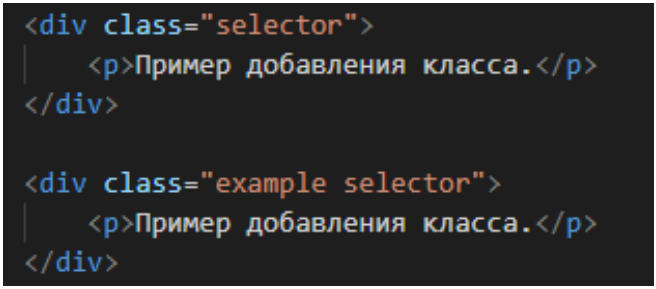 <div class="selector">
<p>Пример добавления класса.</p>
</div>
<div class="example selector">
<p>Пример добавления класса.</p>
</div>